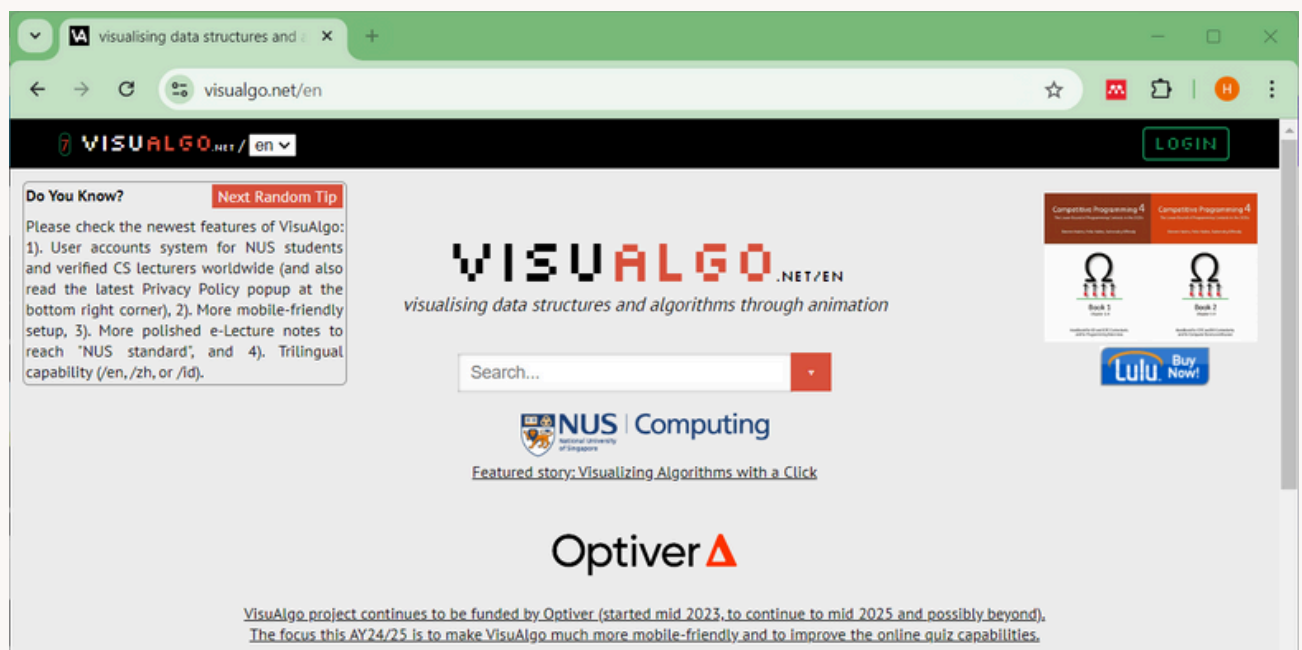 visualising data structures and a
visualgo.net/en
H
7 VISUALGO.NET/ en
LOGIN
Do You Know?
Next Random Tip
Please check the newest features of VisuAlgo:
1). User accounts system for NUS students
and verified CS lecturers worldwide (and also
read the latest Privacy Policy popup at the
bottom right corner), 2). More mobile-friendly
setup, 3). More polished e-Lecture notes to
reach "NUS standard", and 4). Trilingual
capability (/en, /zh, or /id).
VISUALGO.NET/EN
visualising data structures and algorithms through animation
Search...
NUS Computing
National University
of Singapore
Featured story: Visualizing Algorithms with a Click
Competitive Programming 4
Competitive Programming 4
Book 1
Book 2
Lulu Buy
Now!
Optiver
VisuAlgo project continues to be funded by Optiver (started mid 2023, to continue to mid 2025 and possibly beyond).
The focus this AY24/25 is to make VisuAlgo much more mobile-friendly and to improve the online quiz capabilities.